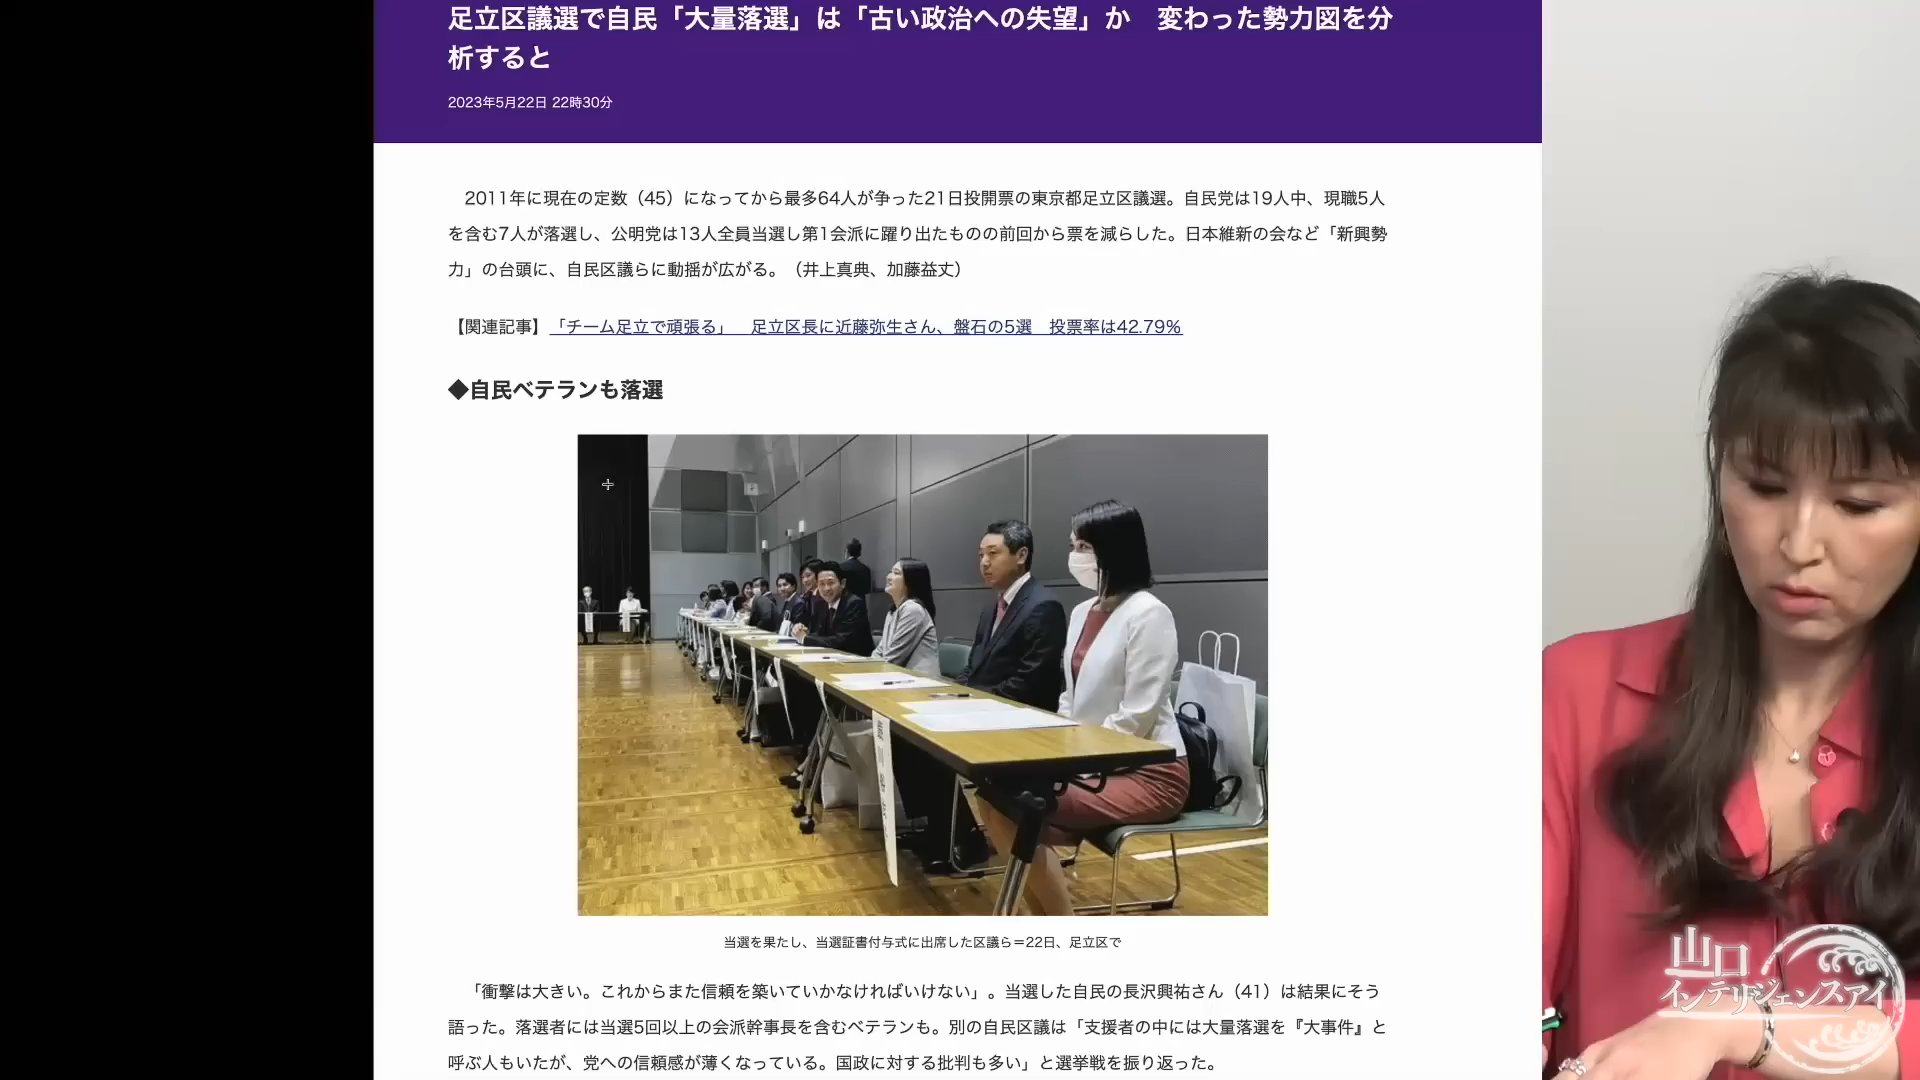 足立区議選で自民「大量落選」は「古い政治への失望」か　変わった勢力図を分
析すると
2023年5月22日 22時30分
2011年に現在の定数（45）になってから最多64人が争った21日投開票の東京都足立区議選。自民党は19人中、現職5人
を含む7人が落選し、公明党は13人全員当選し第1会派に躍り出たものの前回から票を減らした。日本維新の会など「新興勢
力」の台頭に、自民区議らに動揺が広がる。（井上真典、加藤益丈）
【関連記事】「チーム足立で頑張る」　足立区長に近藤弥生さん、盤石の5選　投票率は42.79%
◆自民ベテランも落選
当選を果たし、当選証書付与式に出席した区議ら＝22日、足立区で
「衝撃は大きい。これからまた信頼を築いていかなければいけない」。当選した自民の長沢興祐さん（41）は結果にそう
語った。落選者には当選5回以上の会派幹事長を含むベテランも。別の自民区議は「支援者の中には大量落選を『大事件』と
呼ぶ人もいたが、党への信頼感が薄くなっている。国政に対する批判も多い」と選挙戦を振り返った。
山口
インテリジェンスアイ